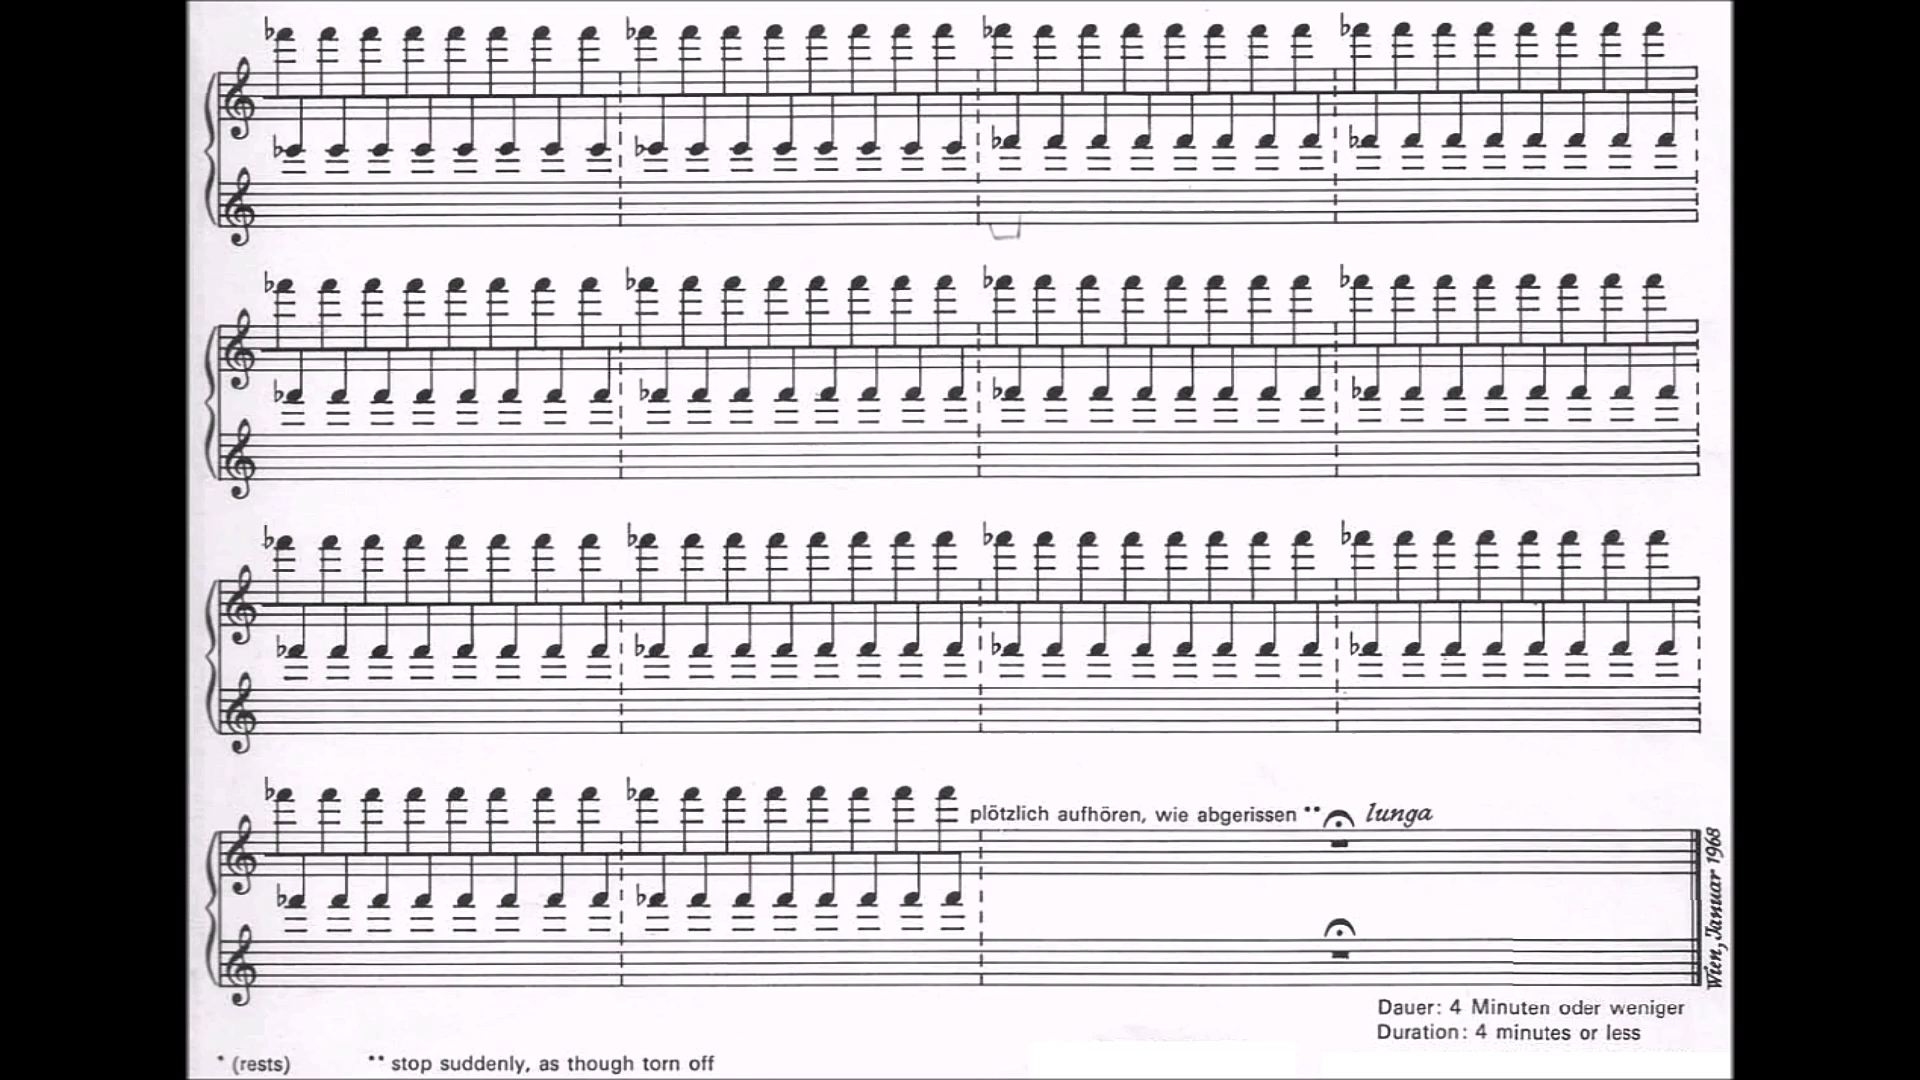 plötzlich aufhören, wie abgerissen ** lunga
Wien, Januar 1968
Dauer: 4 Minuten oder weniger
Duration: 4 minutes or less
* (rests) ** stop suddenly, as though torn off